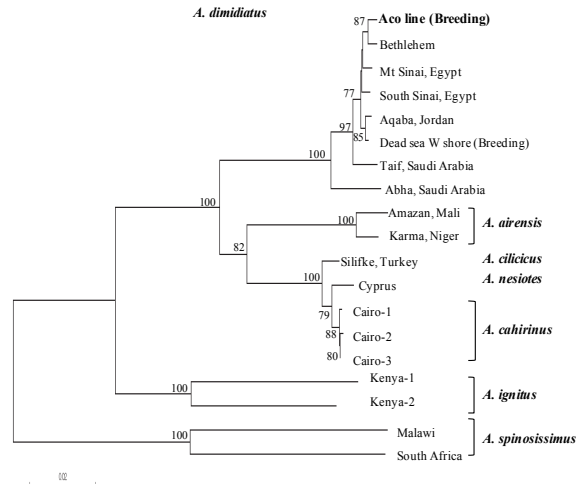 A. dimidiatus
87
Aco line (Breeding)
Bethlehem
Mt Sinai, Egypt
77
South Sinai, Egypt
Aqaba, Jordan
97
85
Dead sea W shore (Breeding)
100
Taif, Saudi Arabia
Abha, Saudi Arabia
100
Amazan, Mali
100
A. airensis
Karma, Niger
82
Silifke, Turkey
A. cilicicus
100
Cyprus
A. nesiotes
79
Cairo-1
88
Cairo-2
A. cahirinus
80
Cairo-3
Kenya-1
100
A. ignitus
Kenya-2
Malawi
100
A. spinosissimus
South Africa
0.02